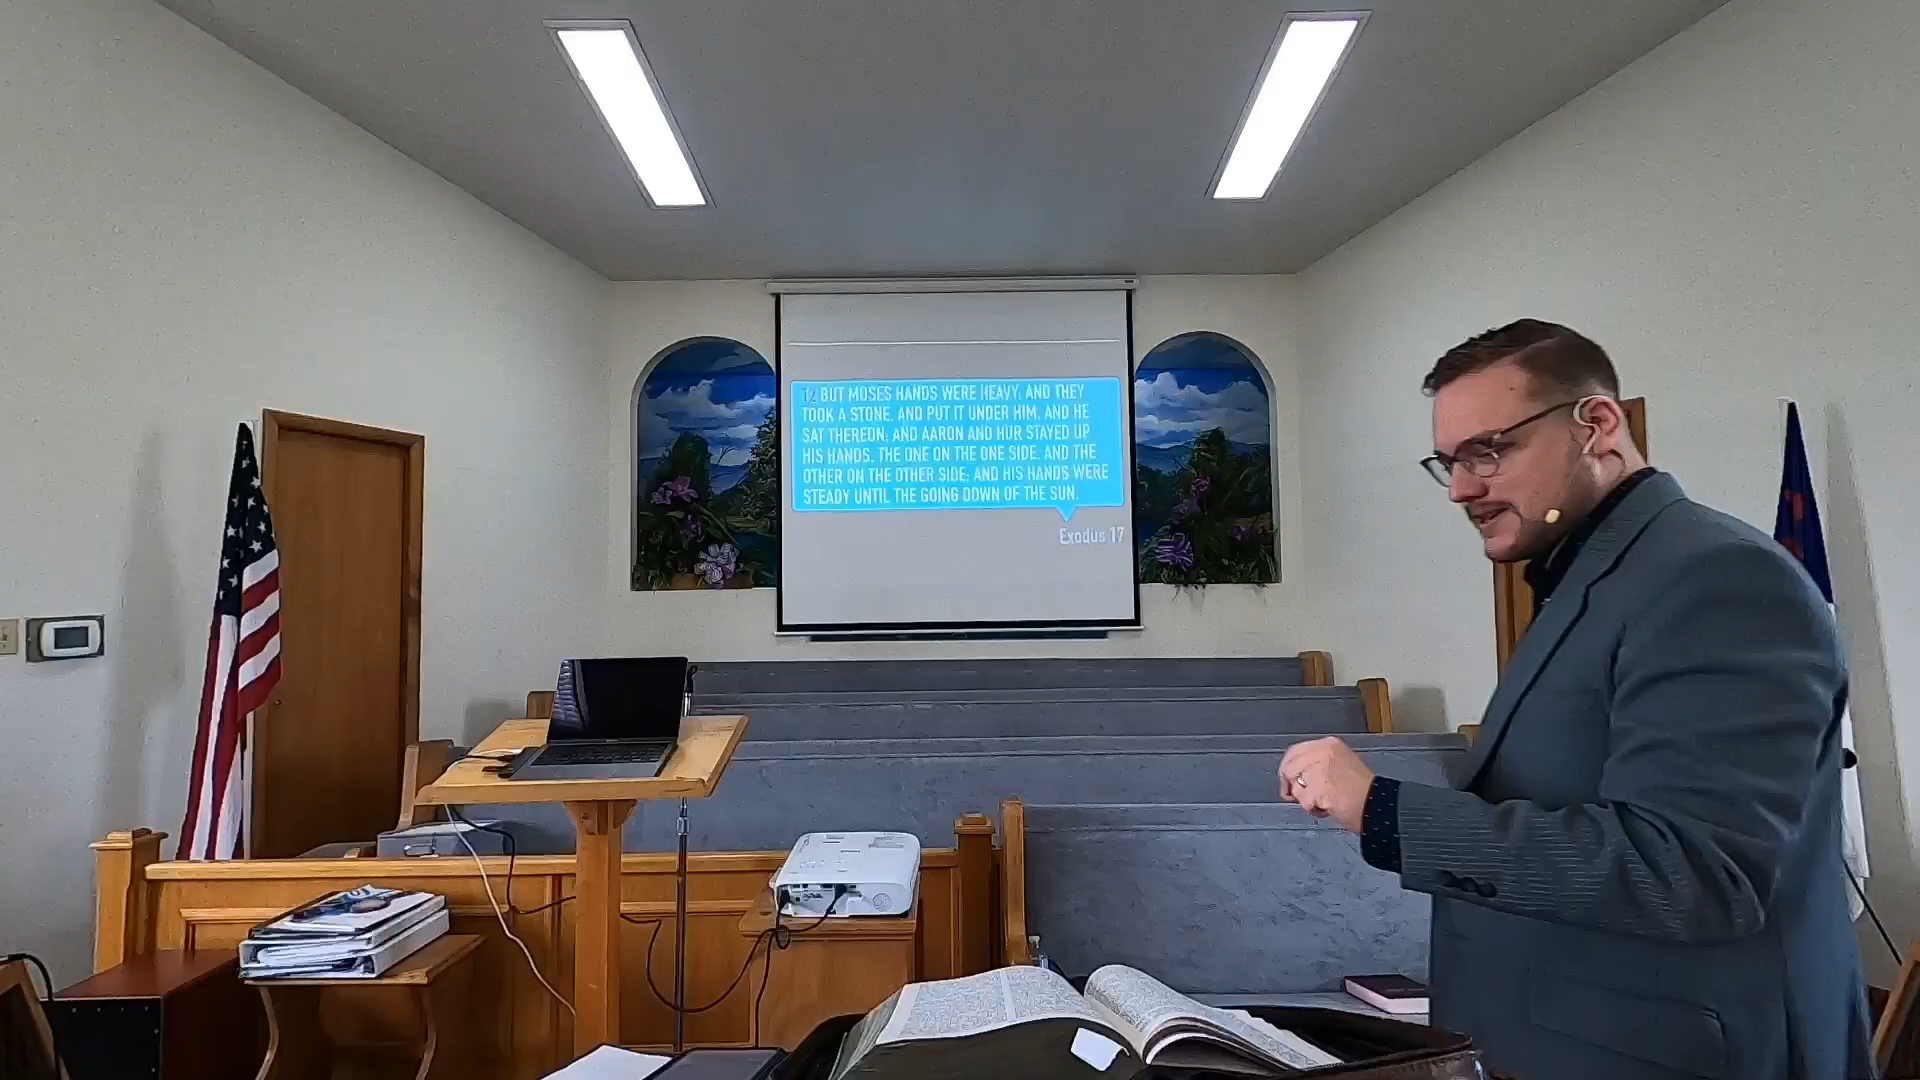 12 BUT MOSES HANDS WERE HEAVY; AND THEY
TOOK A STONE, AND PUT IT UNDER HIM, AND HE
SAT THEREON; AND AARON AND HUR STAYED UP
HIS HANDS, THE ONE ON THE ONE SIDE, AND THE
OTHER ON THE OTHER SIDE; AND HIS HANDS WERE
STEADY UNTIL THE GOING DOWN OF THE SUN.
Exodus 17